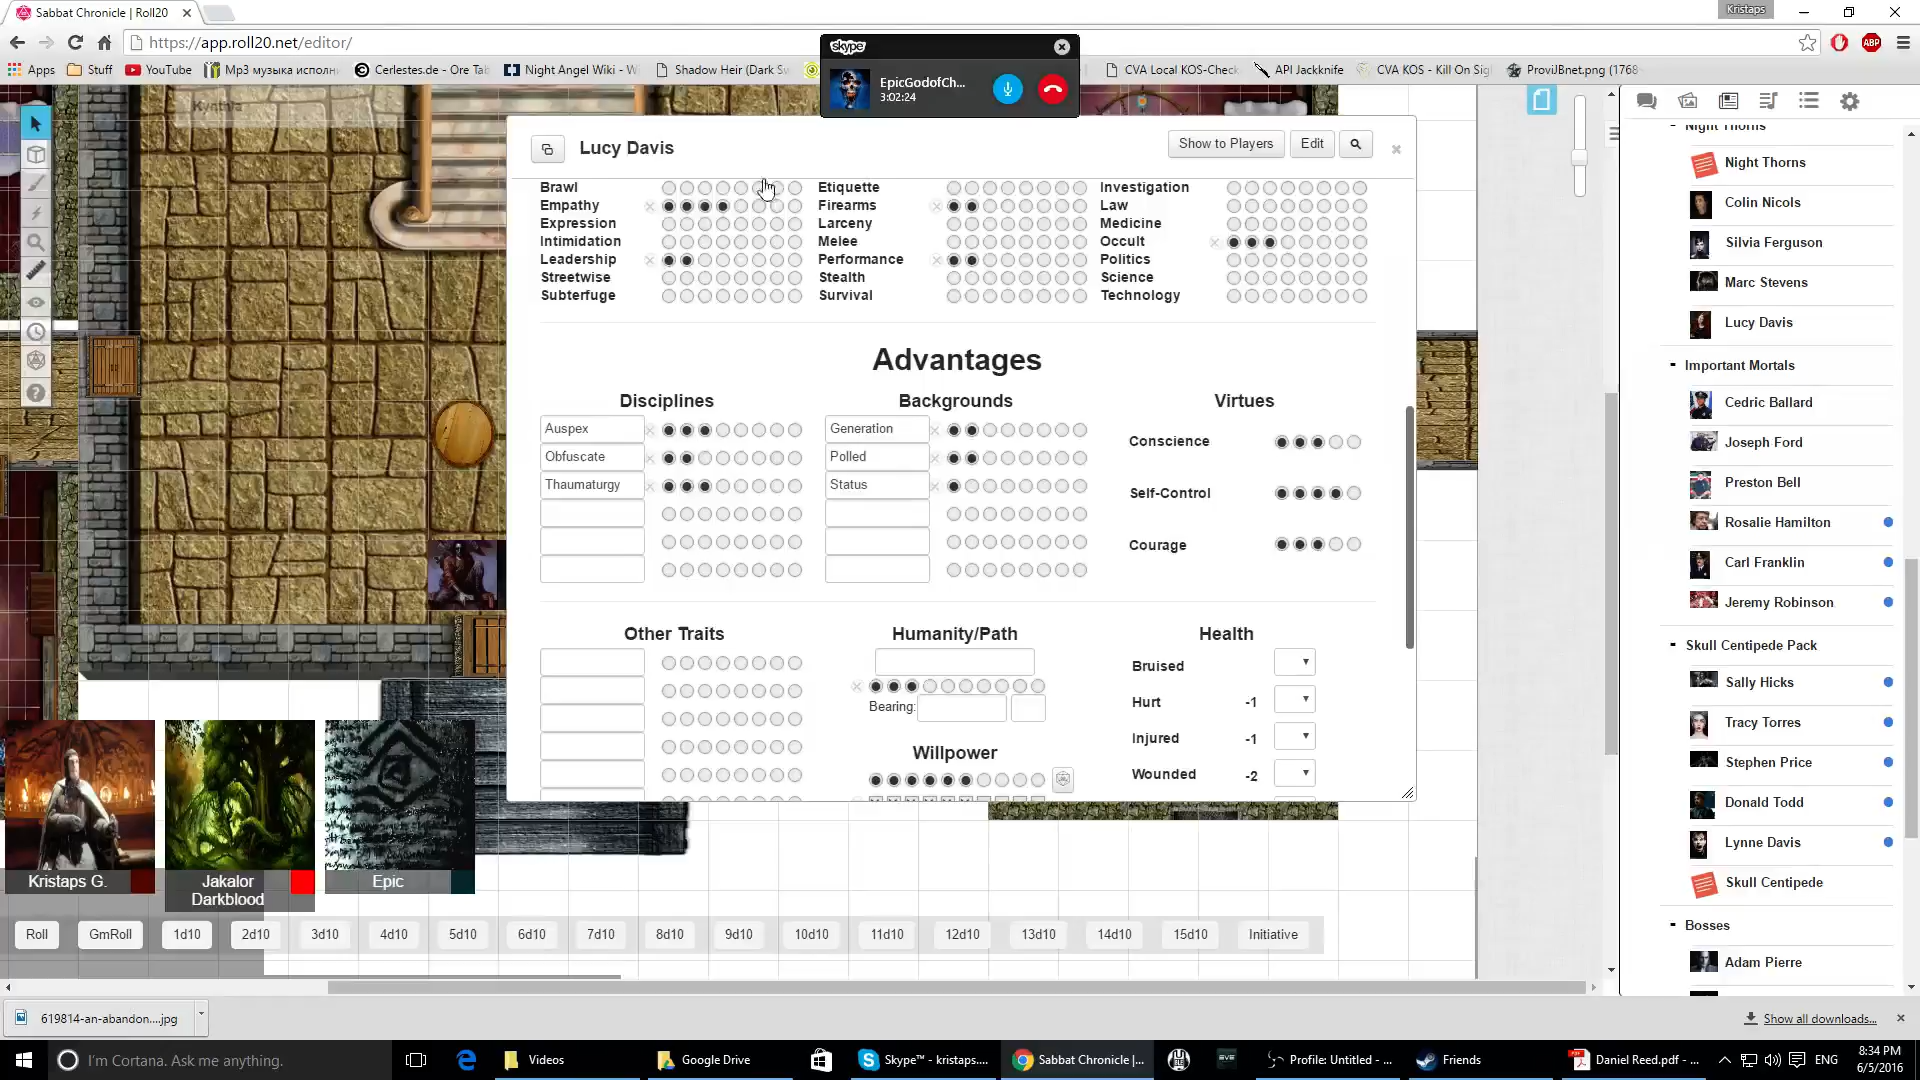 Sabbat Chronicle | Roll20
Kristaps
https://app.roll20.net/editor/
Apps
Stuff
YouTube
Mp3 музыка исполн
Cerlestes.de - Ore Tab
Night Angel Wiki - W
Shadow Heir (Dark Sw
CVA Local KOS-Check
API Jackknife
CVA KOS - Kill On Sigh
ProviJBnet.png (1768
ABP
skype
EpicGodofCh...
3:02:24
Kynthia
Lucy Davis
Show to Players
Edit
Brawl
Etiquette
Investigation
Empathy
Firearms
Law
Expression
Larceny
Medicine
Intimidation
Melee
Occult
Leadership
Performance
Politics
Streetwise
Stealth
Science
Subterfuge
Survival
Technology
Advantages
Disciplines
Backgrounds
Virtues
Auspex
Generation
Conscience
Obfuscate
Polled
Thaumaturgy
Status
Self-Control
Courage
Other Traits
Humanity/Path
Health
Bruised
Bearing:
Hurt -1
Injured -1
Willpower
Wounded -2
Night Thorns
Night Thorns
Colin Nicols
Silvia Ferguson
Marc Stevens
Lucy Davis
Important Mortals
Cedric Ballard
Joseph Ford
Preston Bell
Rosalie Hamilton
Carl Franklin
Jeremy Robinson
Skull Centipede Pack
Sally Hicks
Tracy Torres
Stephen Price
Donald Todd
Lynne Davis
Skull Centipede
Bosses
Adam Pierre
Kristaps G.
Jakalor
Darkblood
Epic
Roll
GmRoll
1d10
2d10
3d10
4d10
5d10
6d10
7d10
8d10
9d10
10d10
11d10
12d10
13d10
14d10
15d10
Initiative
619814-an-abandon....jpg
Show all downloads...
I'm Cortana. Ask me anything.
Videos
Google Drive
Skype™ - kristaps....
Sabbat Chronicle |...
EVE
Profile: Untitled - ...
Friends
Daniel Reed.pdf - ...
ENG
8:34 PM
6/5/2016